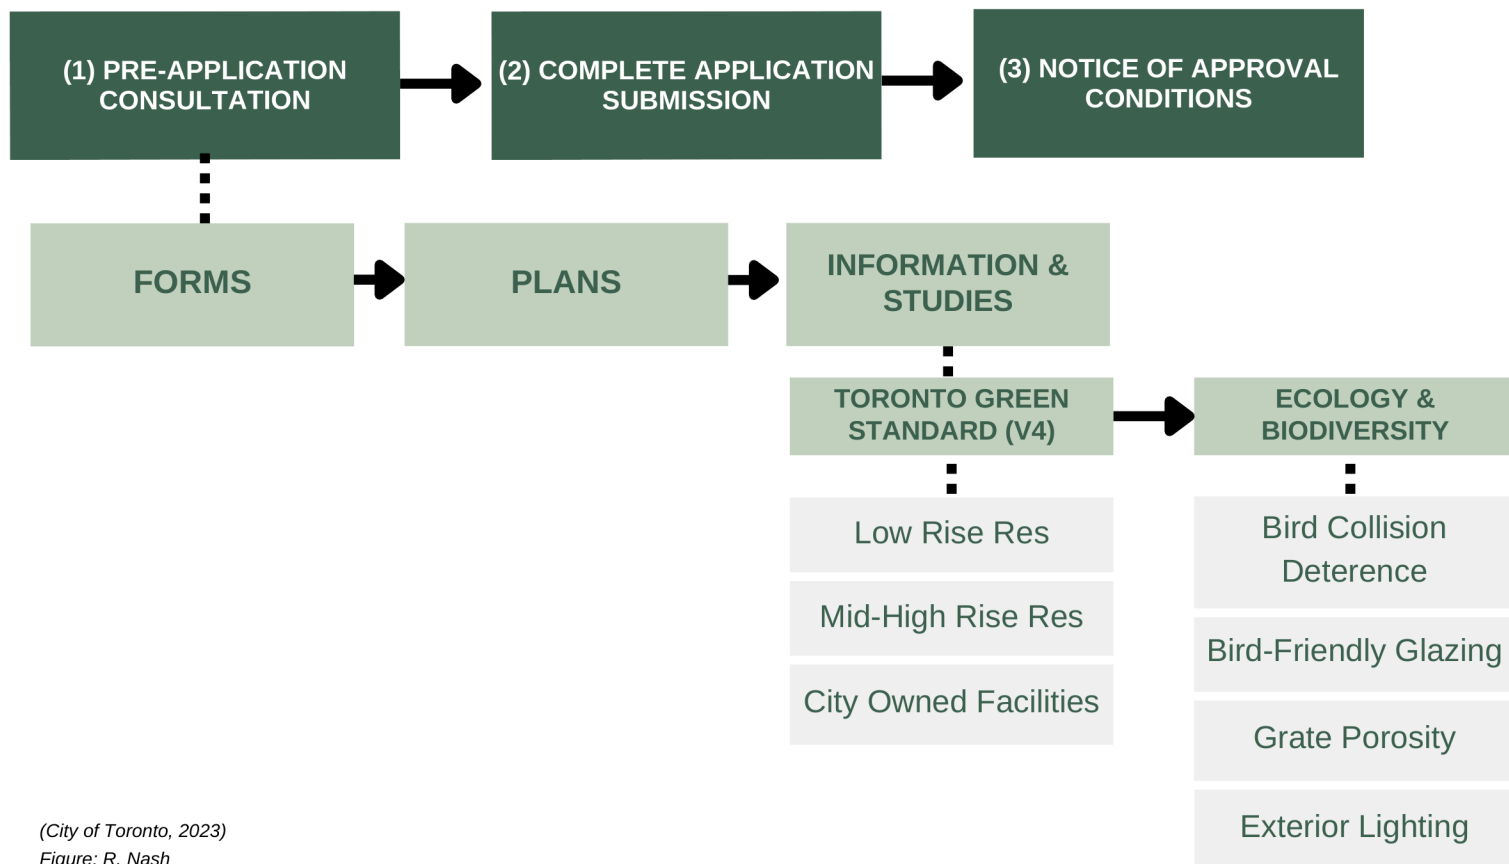 (1) PRE-APPLICATION
CONSULTATION
(2) COMPLETE APPLICATION
SUBMISSION
(3) NOTICE OF APPROVAL
CONDITIONS
FORMS
PLANS
INFORMATION &
STUDIES
TORONTO GREEN
STANDARD (V4)
ECOLOGY &
BIODIVERSITY
Low Rise Res
Mid-High Rise Res
City Owned Facilities
Bird Collision
Deterence
Bird-Friendly Glazing
Grate Porosity
Exterior Lighting
(City of Toronto, 2023)
Figure: R. Nash